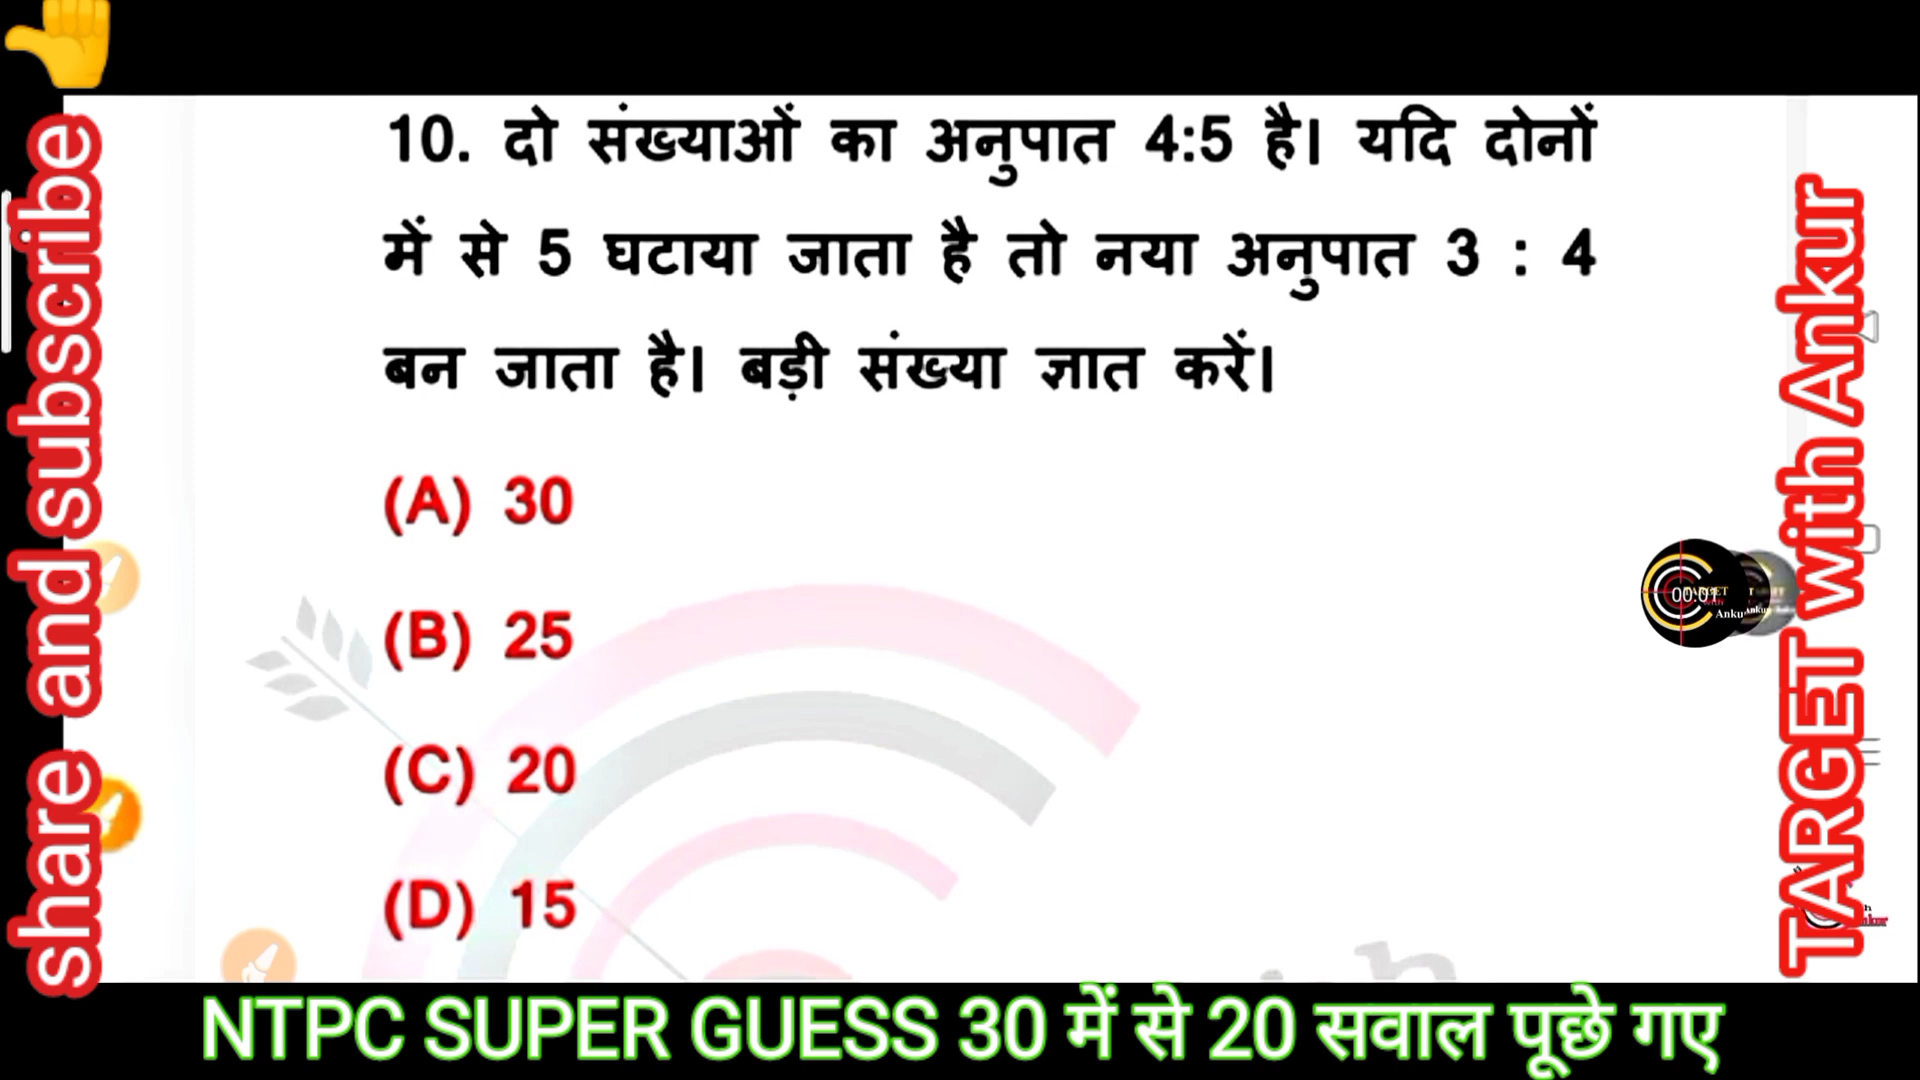 10. दो संख्याओं का अनुपात 4:5 है। यदि दोनों
में से 5 घटाया जाता है तो नया अनुपात 3 : 4
बन जाता है। बड़ी संख्या ज्ञात करें।
(A) 30
(B) 25
(C) 20
(D) 15
share and subscribe
TARGET with Ankur
00:01
NTPC SUPER GUESS 30 में से 20 सवाल पूछे गए